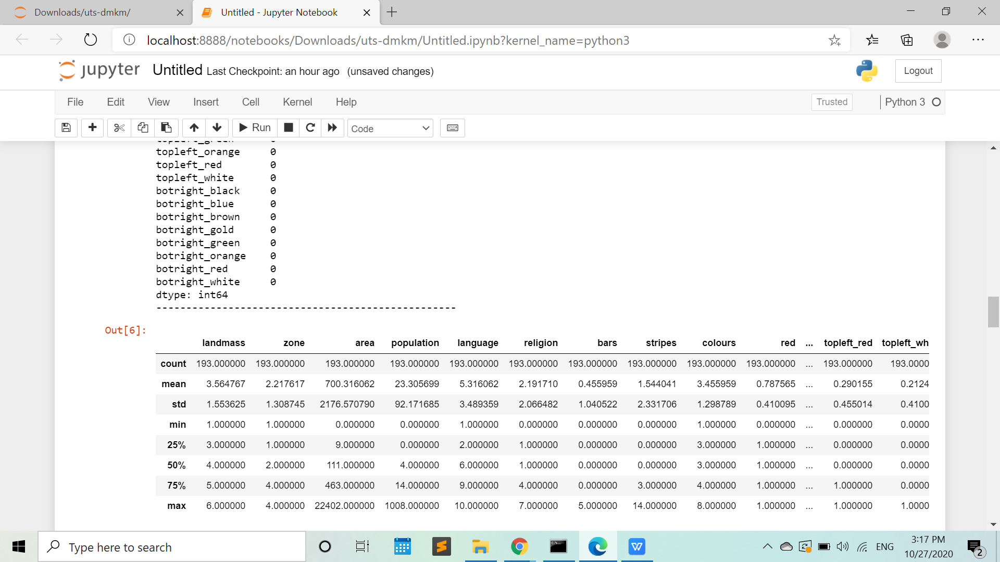 Downloads/uts-dmkm/
Untitled - Jupyter Notebook
localhost:8888/notebooks/Downloads/uts-dmkm/Untitled.ipynb?kernel_name=python3
jupyter Untitled Last Checkpoint: an hour ago (unsaved changes)
Logout
File Edit View Insert Cell Kernel Help
Trusted
Python 3
Run
Code
topleft_green 0
topleft_orange 0
topleft_red 0
topleft_white 0
botright_black 0
botright_blue 0
botright_brown 0
botright_gold 0
botright_green 0
botright_orange 0
botright_red 0
botright_white 0
dtype: int64
--------------------------------------------------
Out[6]:
landmass zone area population language religion bars stripes colours red ... topleft_red topleft_wh
count 193.000000 193.000000 193.000000 193.000000 193.000000 193.000000 193.000000 193.000000 193.000000 193.000000 ... 193.000000 193.0000
mean 3.564767 2.217617 700.316062 23.305699 5.316062 2.191710 0.455959 1.544041 3.455959 0.787565 ... 0.290155 0.2124
std 1.553625 1.308745 2176.570790 92.171685 3.489359 2.066482 1.040522 2.331706 1.298789 0.410095 ... 0.455014 0.4100
min 1.000000 1.000000 0.000000 0.000000 1.000000 0.000000 0.000000 0.000000 1.000000 0.000000 ... 0.000000 0.0000
25% 3.000000 1.000000 9.000000 0.000000 2.000000 1.000000 0.000000 0.000000 3.000000 1.000000 ... 0.000000 0.0000
50% 4.000000 2.000000 111.000000 4.000000 6.000000 1.000000 0.000000 0.000000 3.000000 1.000000 ... 0.000000 0.0000
75% 5.000000 4.000000 463.000000 14.000000 9.000000 4.000000 0.000000 3.000000 4.000000 1.000000 ... 1.000000 0.0000
max 6.000000 4.000000 22402.000000 1008.000000 10.000000 7.000000 5.000000 14.000000 8.000000 1.000000 ... 1.000000 1.0000
Type here to search
ENG
3:17 PM
10/27/2020
2